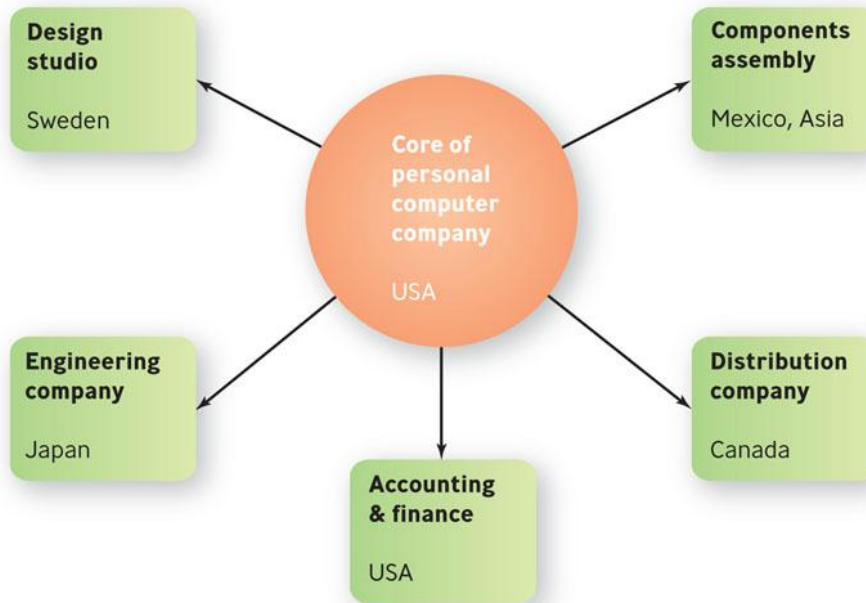 Design
studio
Sweden
Components
assembly
Mexico, Asia
Core of
personal
computer
company
USA
Engineering
company
Japan
Distribution
company
Canada
Accounting
& finance
USA